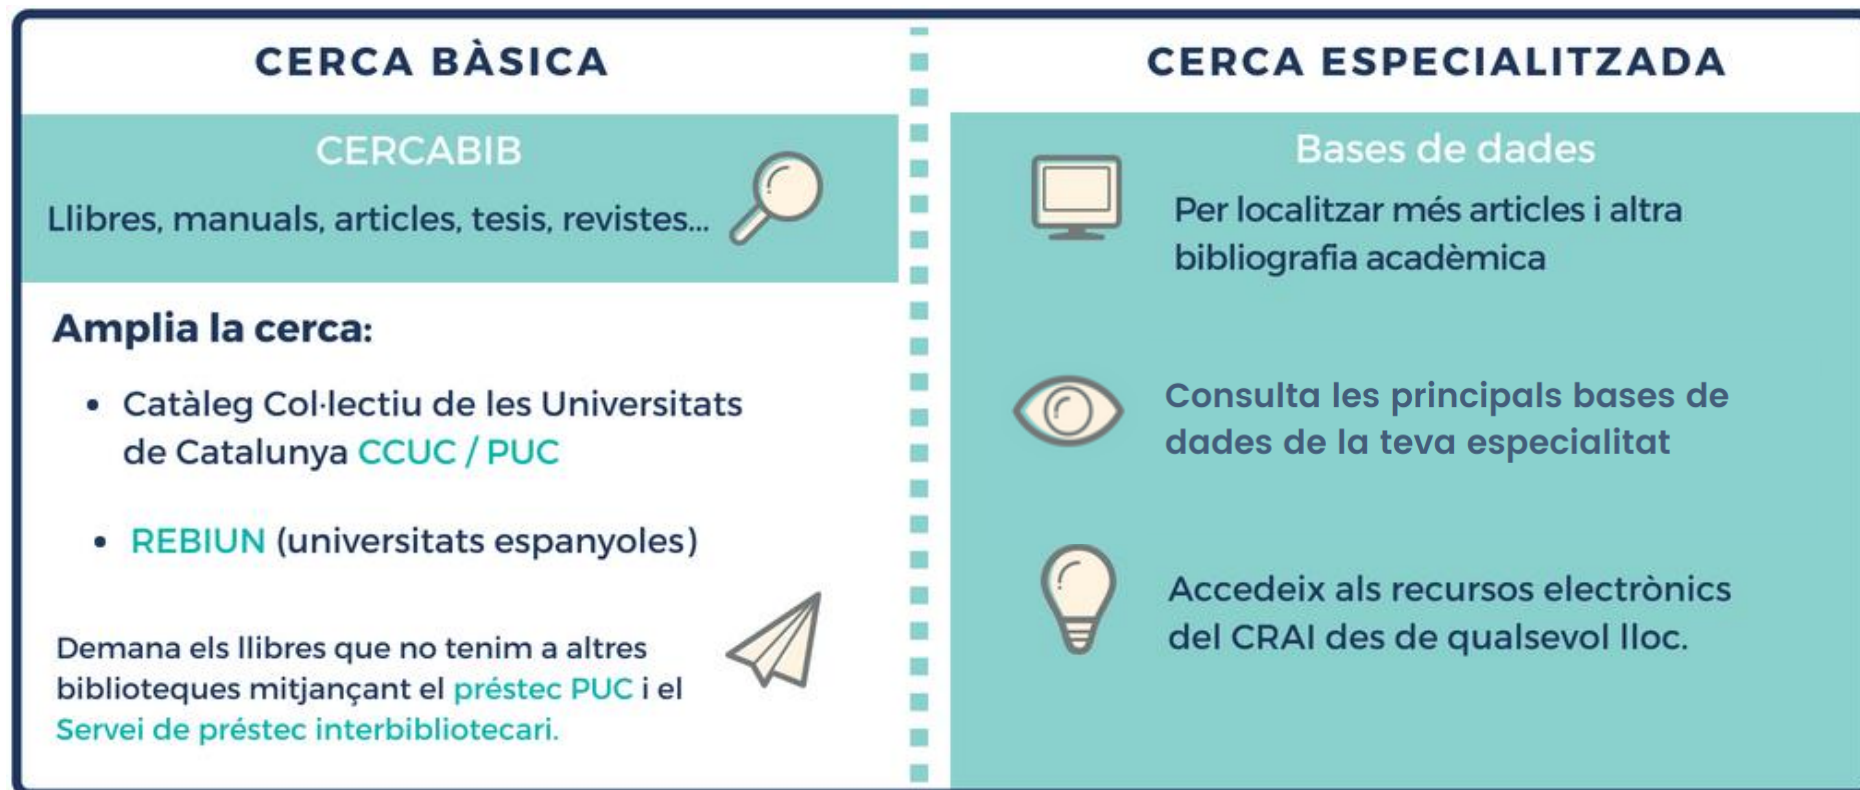 CERCA BÀSICA
CERCABIB
Llibres, manuals, articles, tesis, revistes...
Amplia la cerca:
• Catàleg Col·lectiu de les Universitats
de Catalunya CCUC / PUC
• REBIUN (universitats espanyoles)
Demana els llibres que no tenim a altres
biblioteques mitjançant el préstec PUC i el
Servei de préstec interbibliotecari.
CERCA ESPECIALITZADA
Bases de dades
Per localitzar més articles i altra
bibliografia acadèmica
Consulta les principals bases de
dades de la teva especialitat
Accedeix als recursos electrònics
del CRAI des de qualsevol lloc.